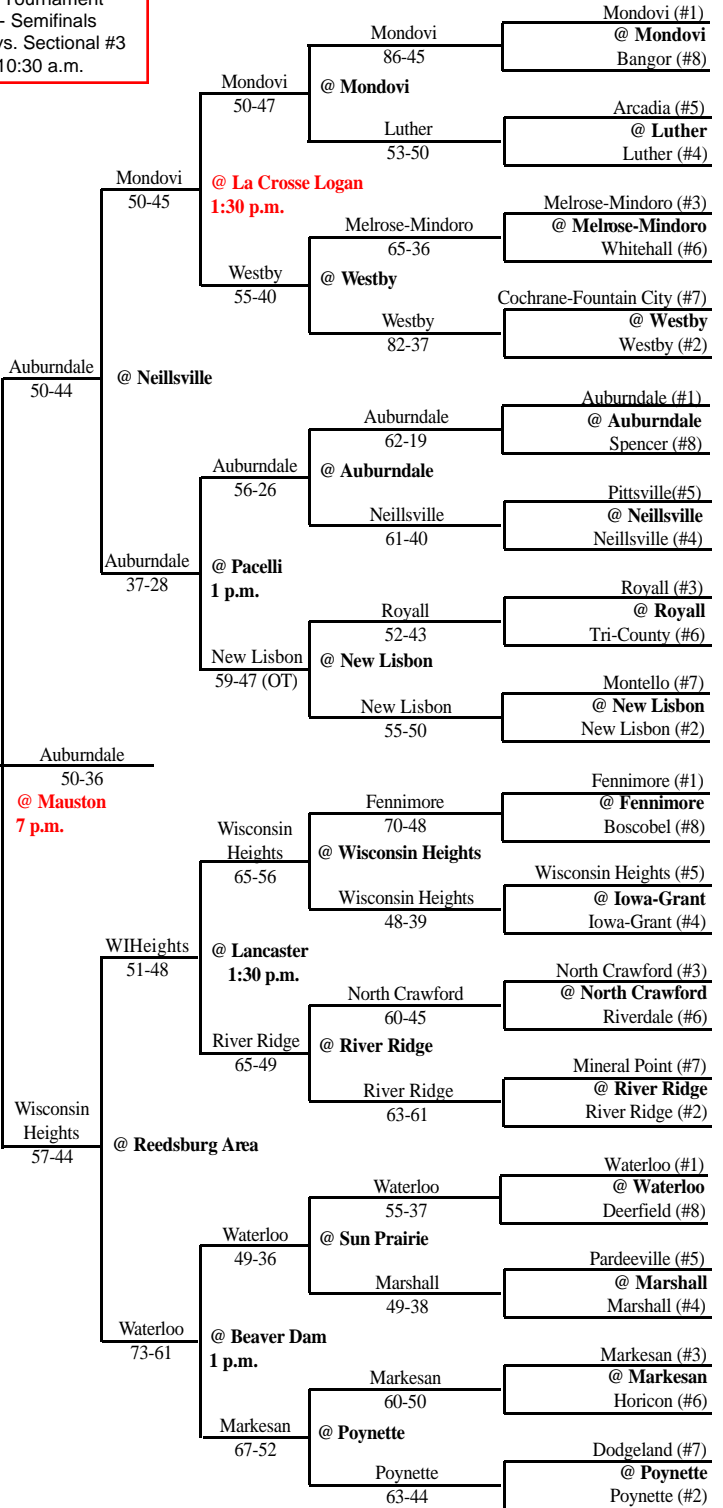 Tournament
- Semifinals
vs. Sectional #3
10:30 a.m.
Mondovi (#1)
@ Mondovi
Bangor (#8)
Mondovi
86-45
@ Mondovi
Arcadia (#5)
@ Luther
Luther (#4)
Luther
53-50
Mondovi
50-47
@ La Crosse Logan
1:30 p.m.
Melrose-Mindoro (#3)
@ Melrose-Mindoro
Whitehall (#6)
Melrose-Mindoro
65-36
@ Westby
Cochrane-Fountain City (#7)
@ Westby
Westby (#2)
Westby
82-37
Westby
55-40
Mondovi
50-45
@ Neillsville
Auburndale
50-44
Auburndale (#1)
@ Auburndale
Spencer (#8)
Auburndale
62-19
@ Auburndale
Pittsville(#5)
@ Neillsville
Neillsville (#4)
Neillsville
61-40
Auburndale
56-26
@ Pacelli
1 p.m.
Auburndale
37-28
Royall (#3)
@ Royall
Tri-County (#6)
Royall
52-43
@ New Lisbon
New Lisbon
59-47 (OT)
Montello (#7)
@ New Lisbon
New Lisbon (#2)
New Lisbon
55-50
Auburndale
50-36
@ Mauston
7 p.m.
Fennimore (#1)
@ Fennimore
Boscobel (#8)
Fennimore
70-48
@ Wisconsin Heights
Wisconsin
Heights
65-56
Wisconsin Heights (#5)
@ Iowa-Grant
Iowa-Grant (#4)
Wisconsin Heights
48-39
WIHeights
51-48
@ Lancaster
1:30 p.m.
North Crawford (#3)
@ North Crawford
Riverdale (#6)
North Crawford
60-45
@ River Ridge
River Ridge
65-49
Mineral Point (#7)
@ River Ridge
River Ridge (#2)
River Ridge
63-61
Wisconsin
Heights
57-44
@ Reedsburg Area
Waterloo (#1)
@ Waterloo
Deerfield (#8)
Waterloo
55-37
@ Sun Prairie
Waterloo
49-36
Pardeeville (#5)
@ Marshall
Marshall (#4)
Marshall
49-38
Waterloo
73-61
@ Beaver Dam
1 p.m.
Markesan (#3)
@ Markesan
Horicon (#6)
Markesan
60-50
@ Poynette
Markesan
67-52
Dodgeland (#7)
@ Poynette
Poynette (#2)
Poynette
63-44